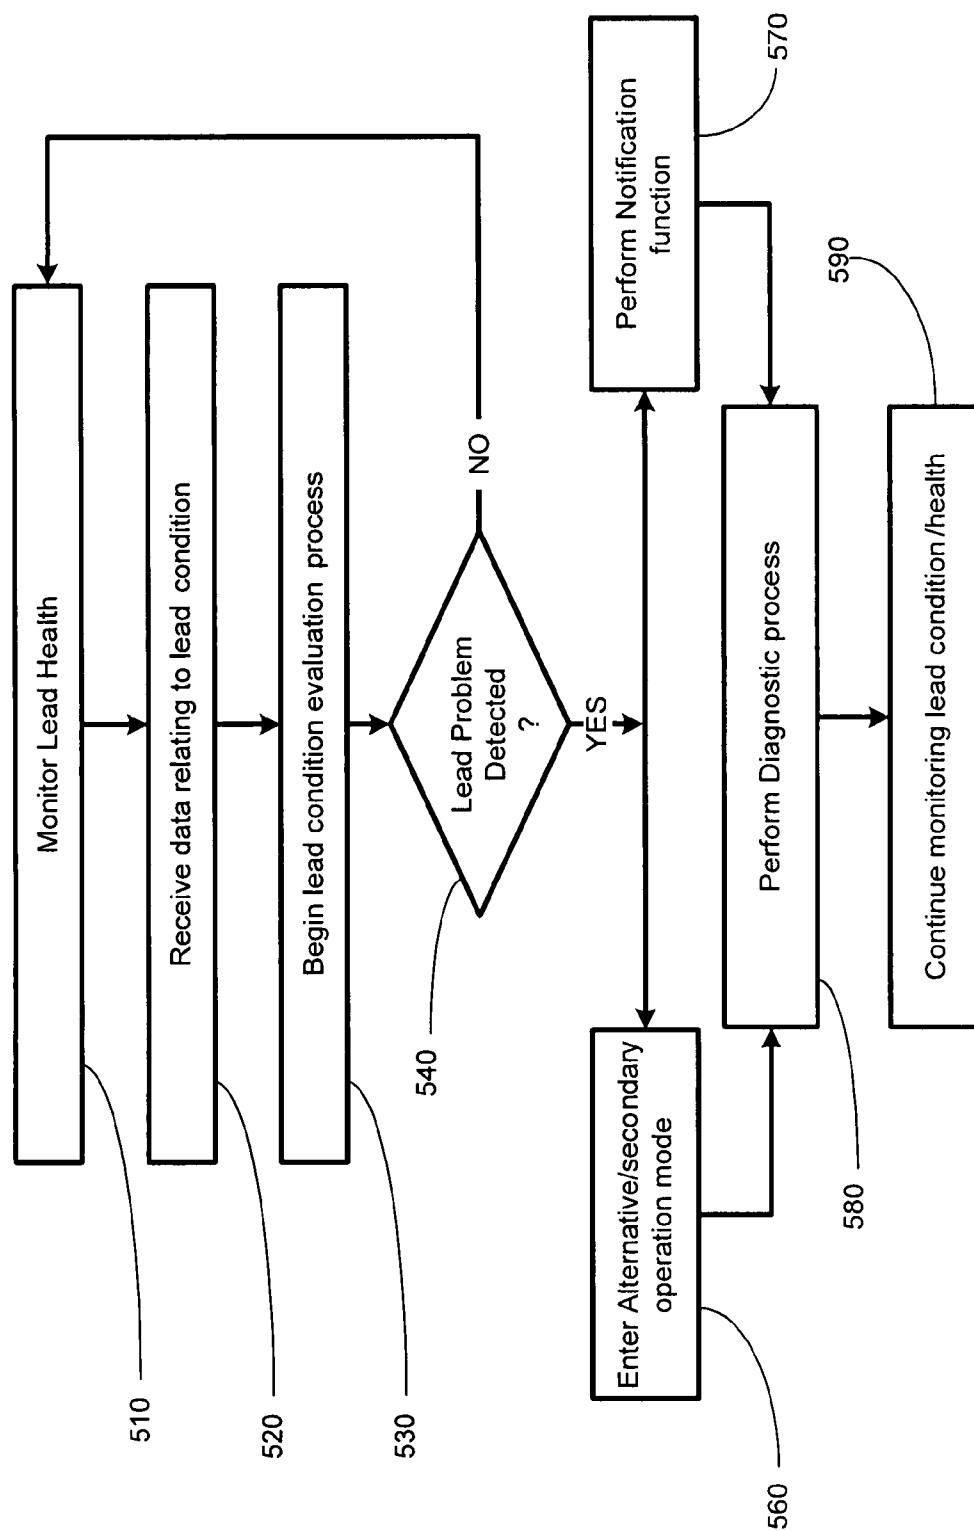 Monitor Lead Health
510
Receive data relating to lead condition
520
Begin lead condition evaluation process
530
Lead Problem
Detected
?
540
NO
YES
Enter Alternative/secondary
operation mode
560
Perform Notification
function
570
Perform Diagnostic process
580
Continue monitoring lead condition/health
590